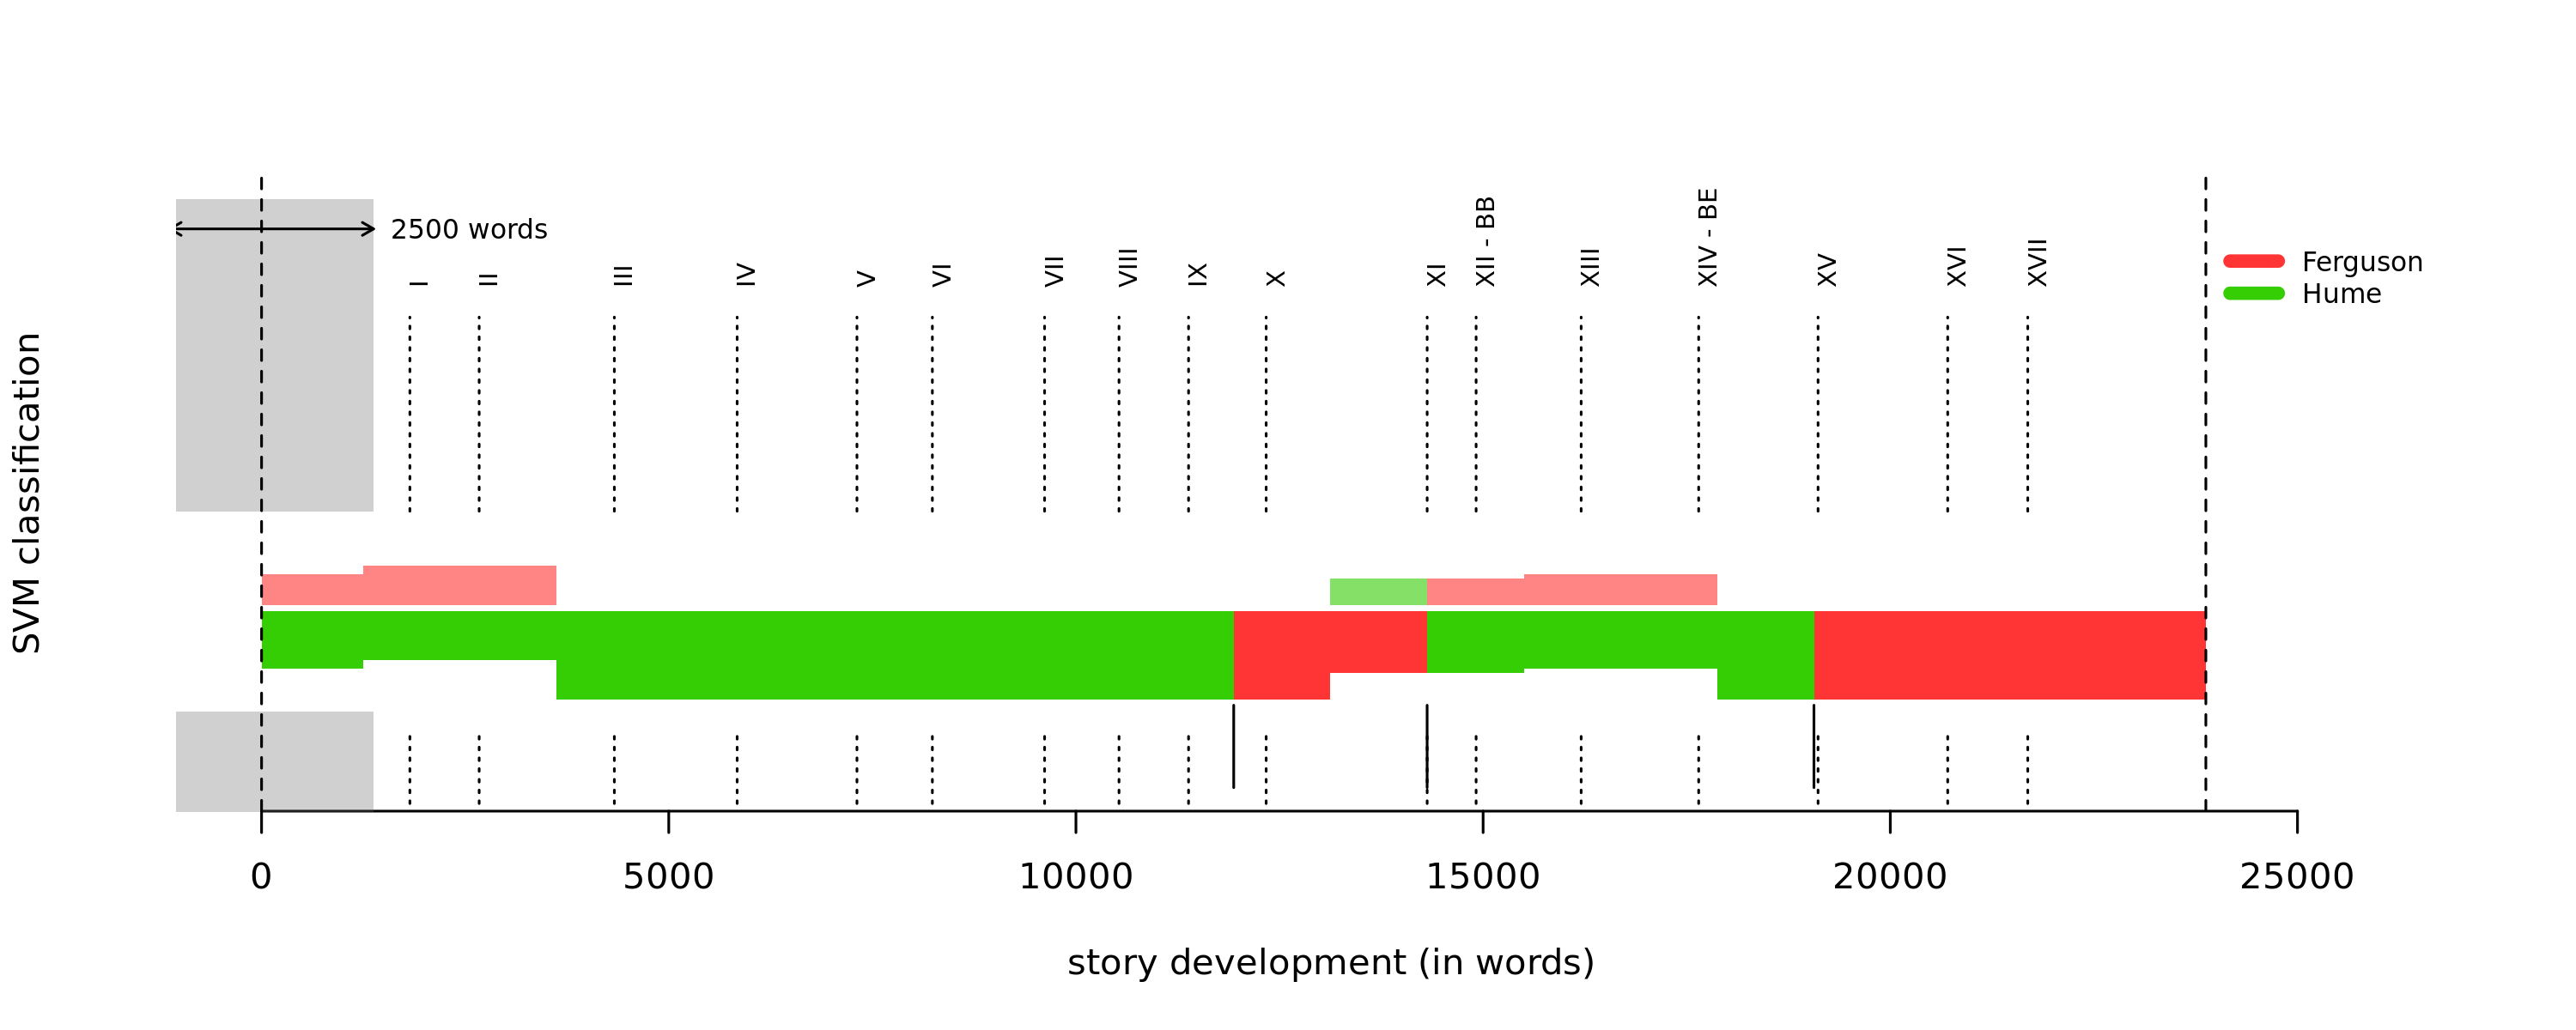 2500 words
I
II
III
IV
V
VI
VII
VIII
IX
X
XI
XII - BB
XIII
XIV - BE
XV
XVI
XVII
Ferguson
Hume
SVM classification
0
5000
10000
15000
20000
25000
story development (in words)